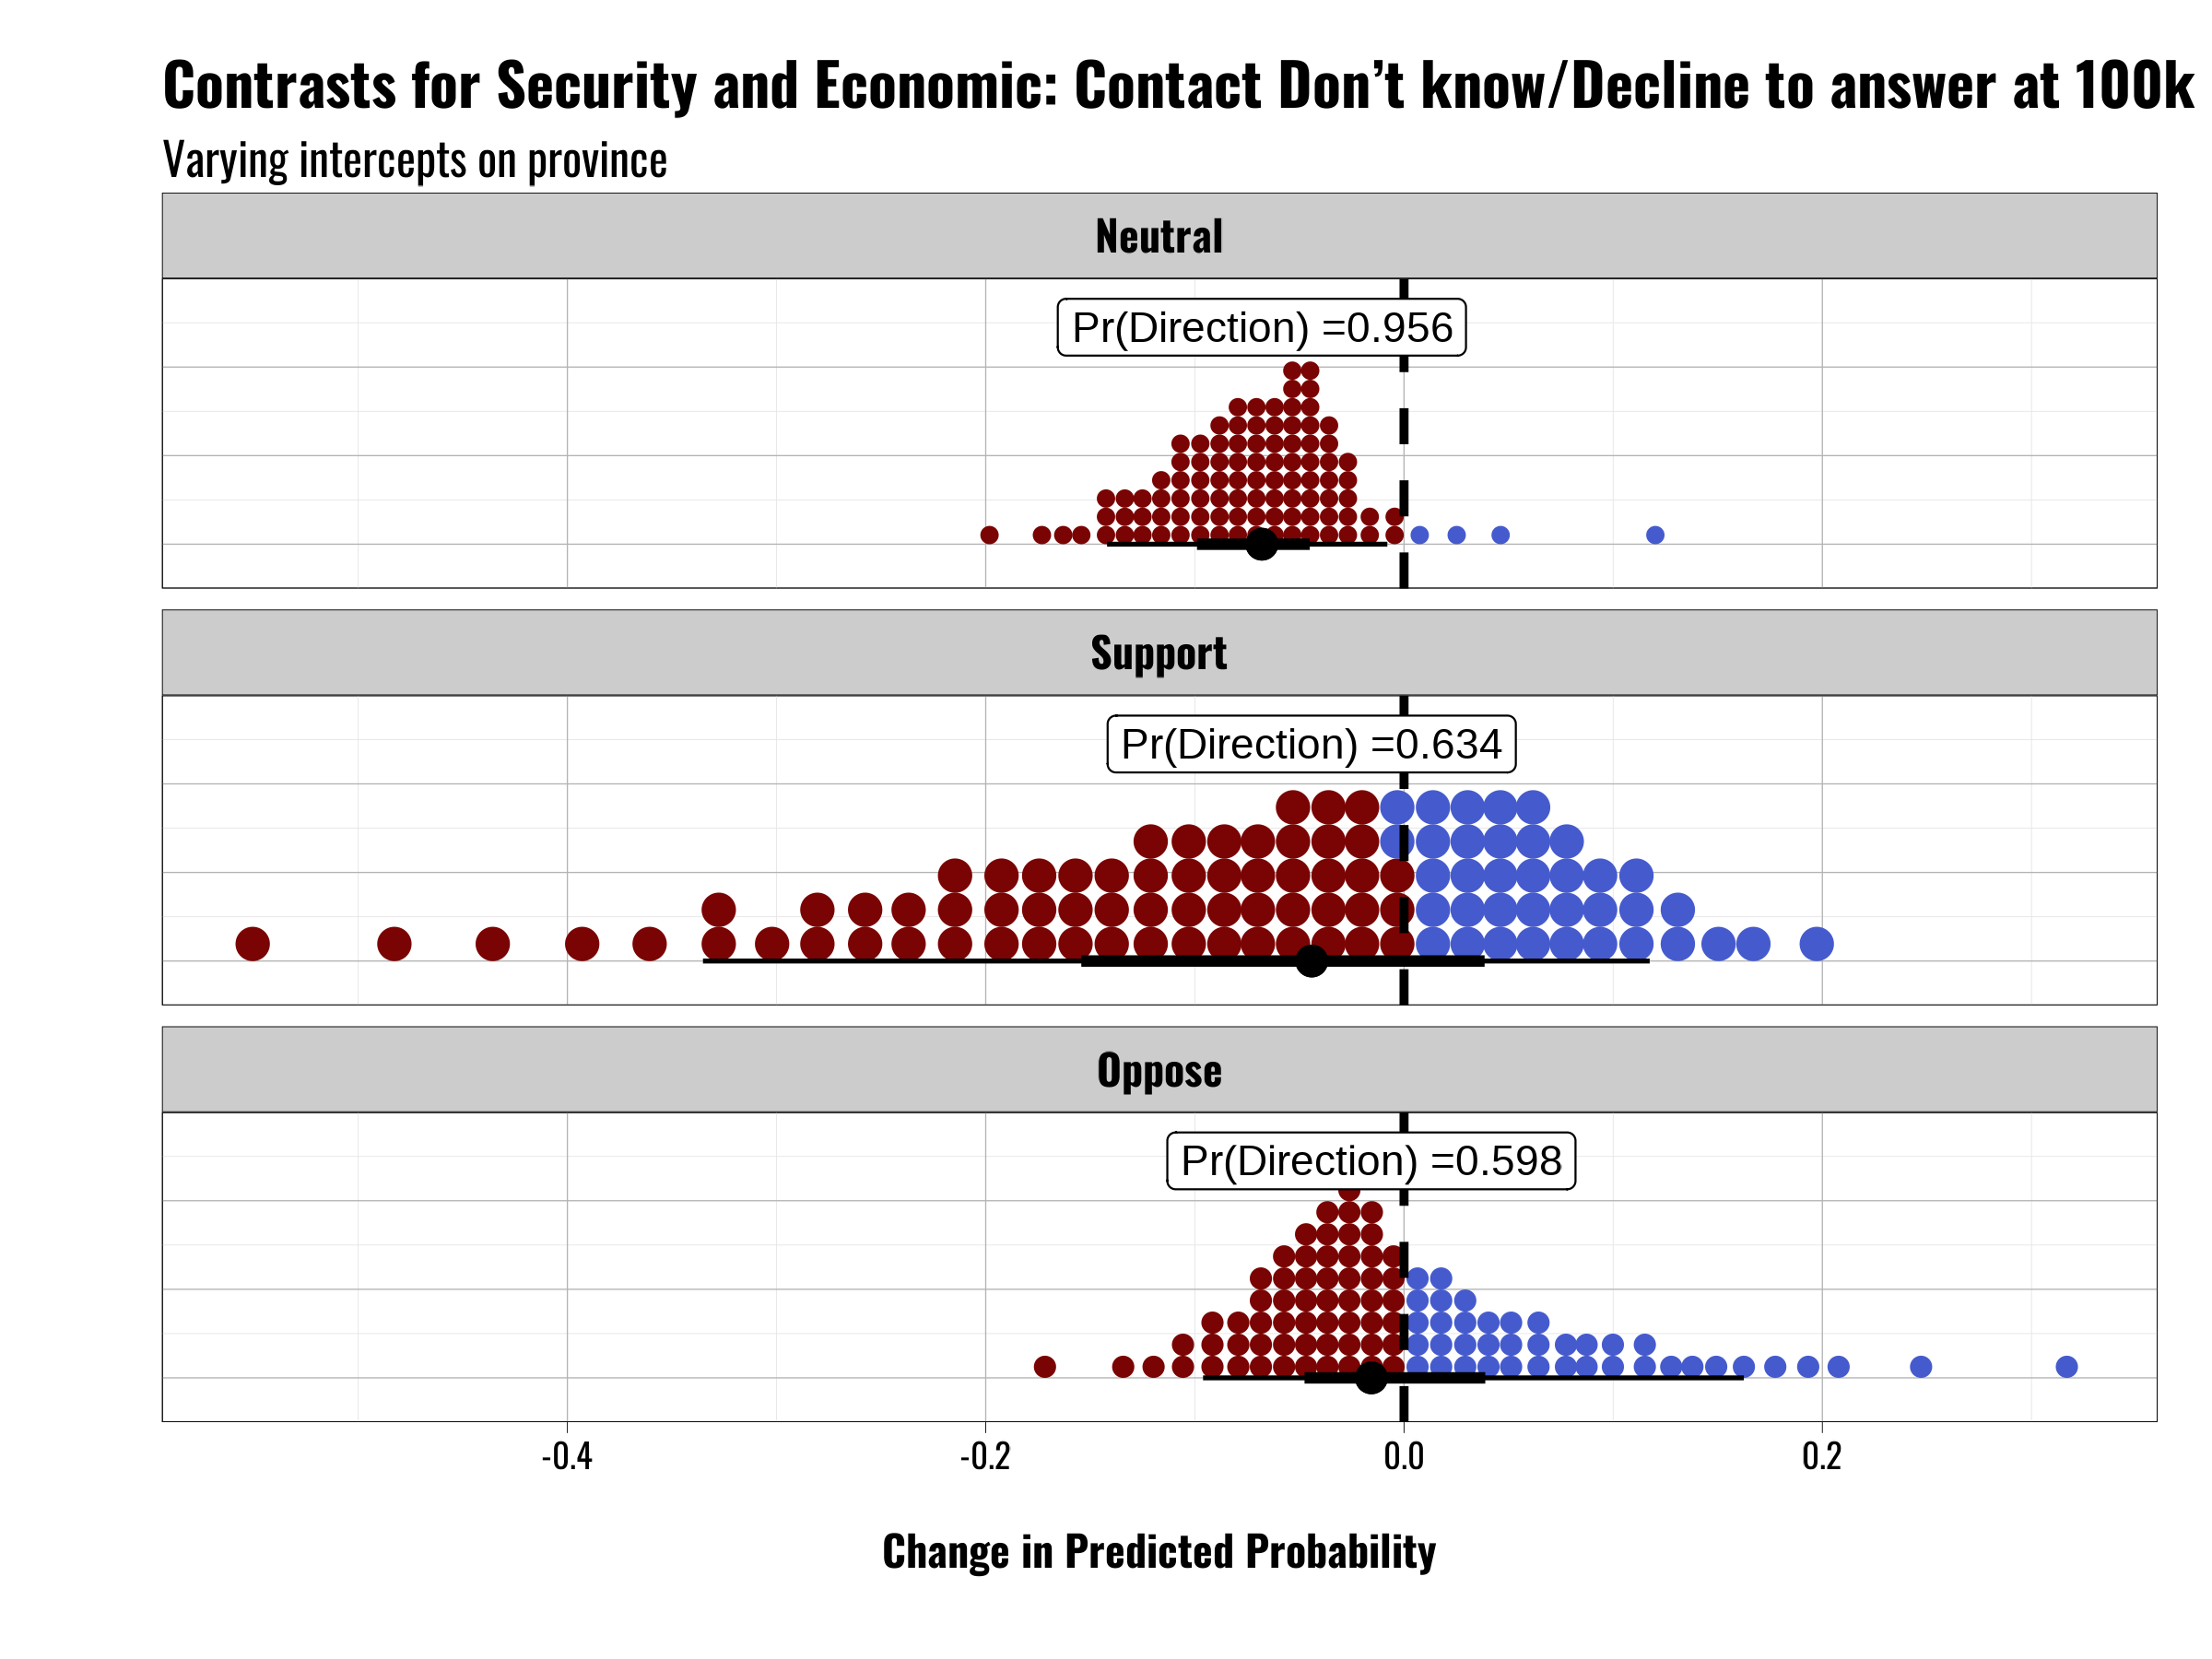 Contrasts for Security and Economic: Contact Don’t know/Decline to answer at 100k
Varying intercepts on province
Neutral
Pr(Direction) =0.956
Support
Pr(Direction) =0.634
Oppose
Pr(Direction) =0.598
-0.4 -0.2 0.0 0.2
Change in Predicted Probability